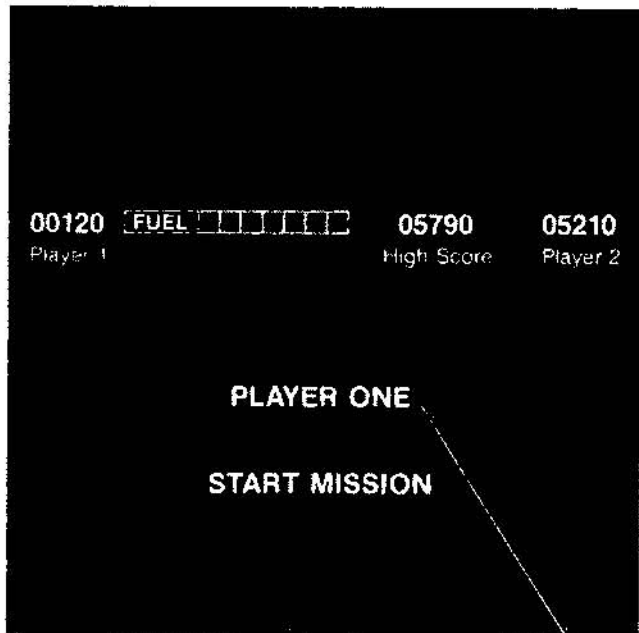 00120 FUEL 05790 05210
Player 1 High Score Player 2
PLAYER ONE
START MISSION